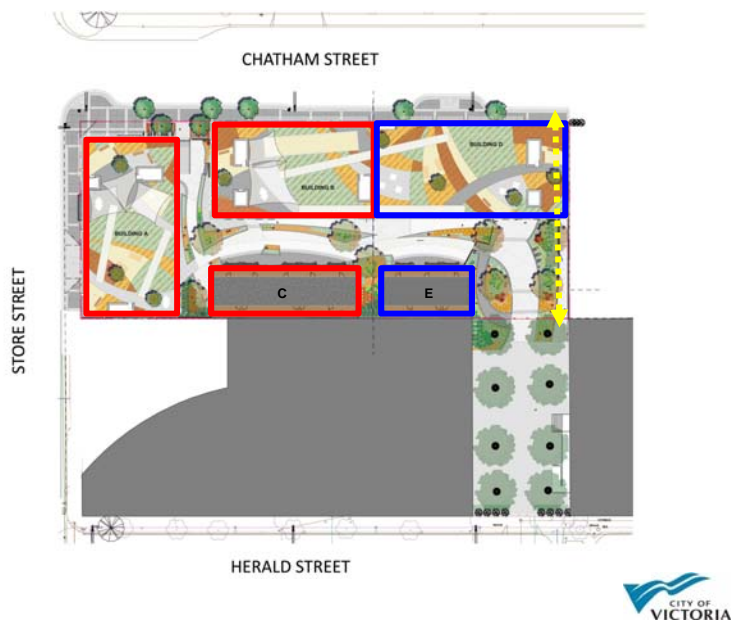 CHATHAM STREET
BUILDING D
BUILDING B
BUILDING A
STORE STREET
C
E
HERALD STREET
CITY OF
VICTORIA